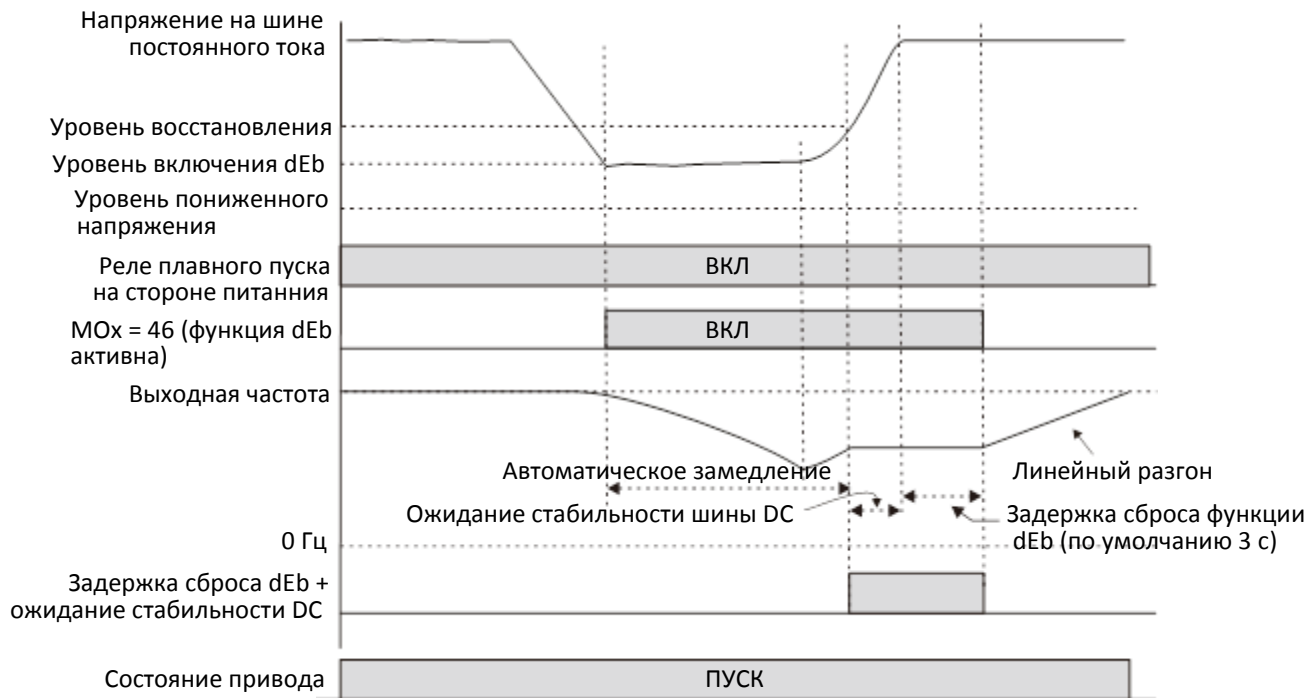 Напряжение на шине
постоянного тока
Уровень восстановления
Уровень включения dEb
Уровень пониженного
напряжения
Реле плавного пуска
на стороне питанния
ВКЛ
MOx = 46 (функция dEb
активна)
ВКЛ
Выходная частота
Автоматическое замедление
Линейный разгон
Ожидание стабильности шины DC
Задержка сброса функции
dEb (по умолчанию 3 с)
0 Гц
Задержка сброса dEb +
ожидание стабильности DC
Состояние привода
ПУСК